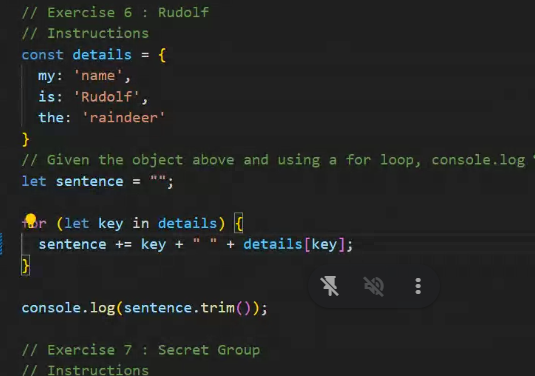 // Exercise 6 : Rudolf
// Instructions
const details = {
  my: 'name',
  is: 'Rudolf',
  the: 'raindeer'
}
// Given the object above and using a for loop, console.log "
let sentence = "";
for (let key in details) {
  sentence += key + " " + details[key];
}
console.log(sentence.trim());
// Exercise 7 : Secret Group
// Instructions